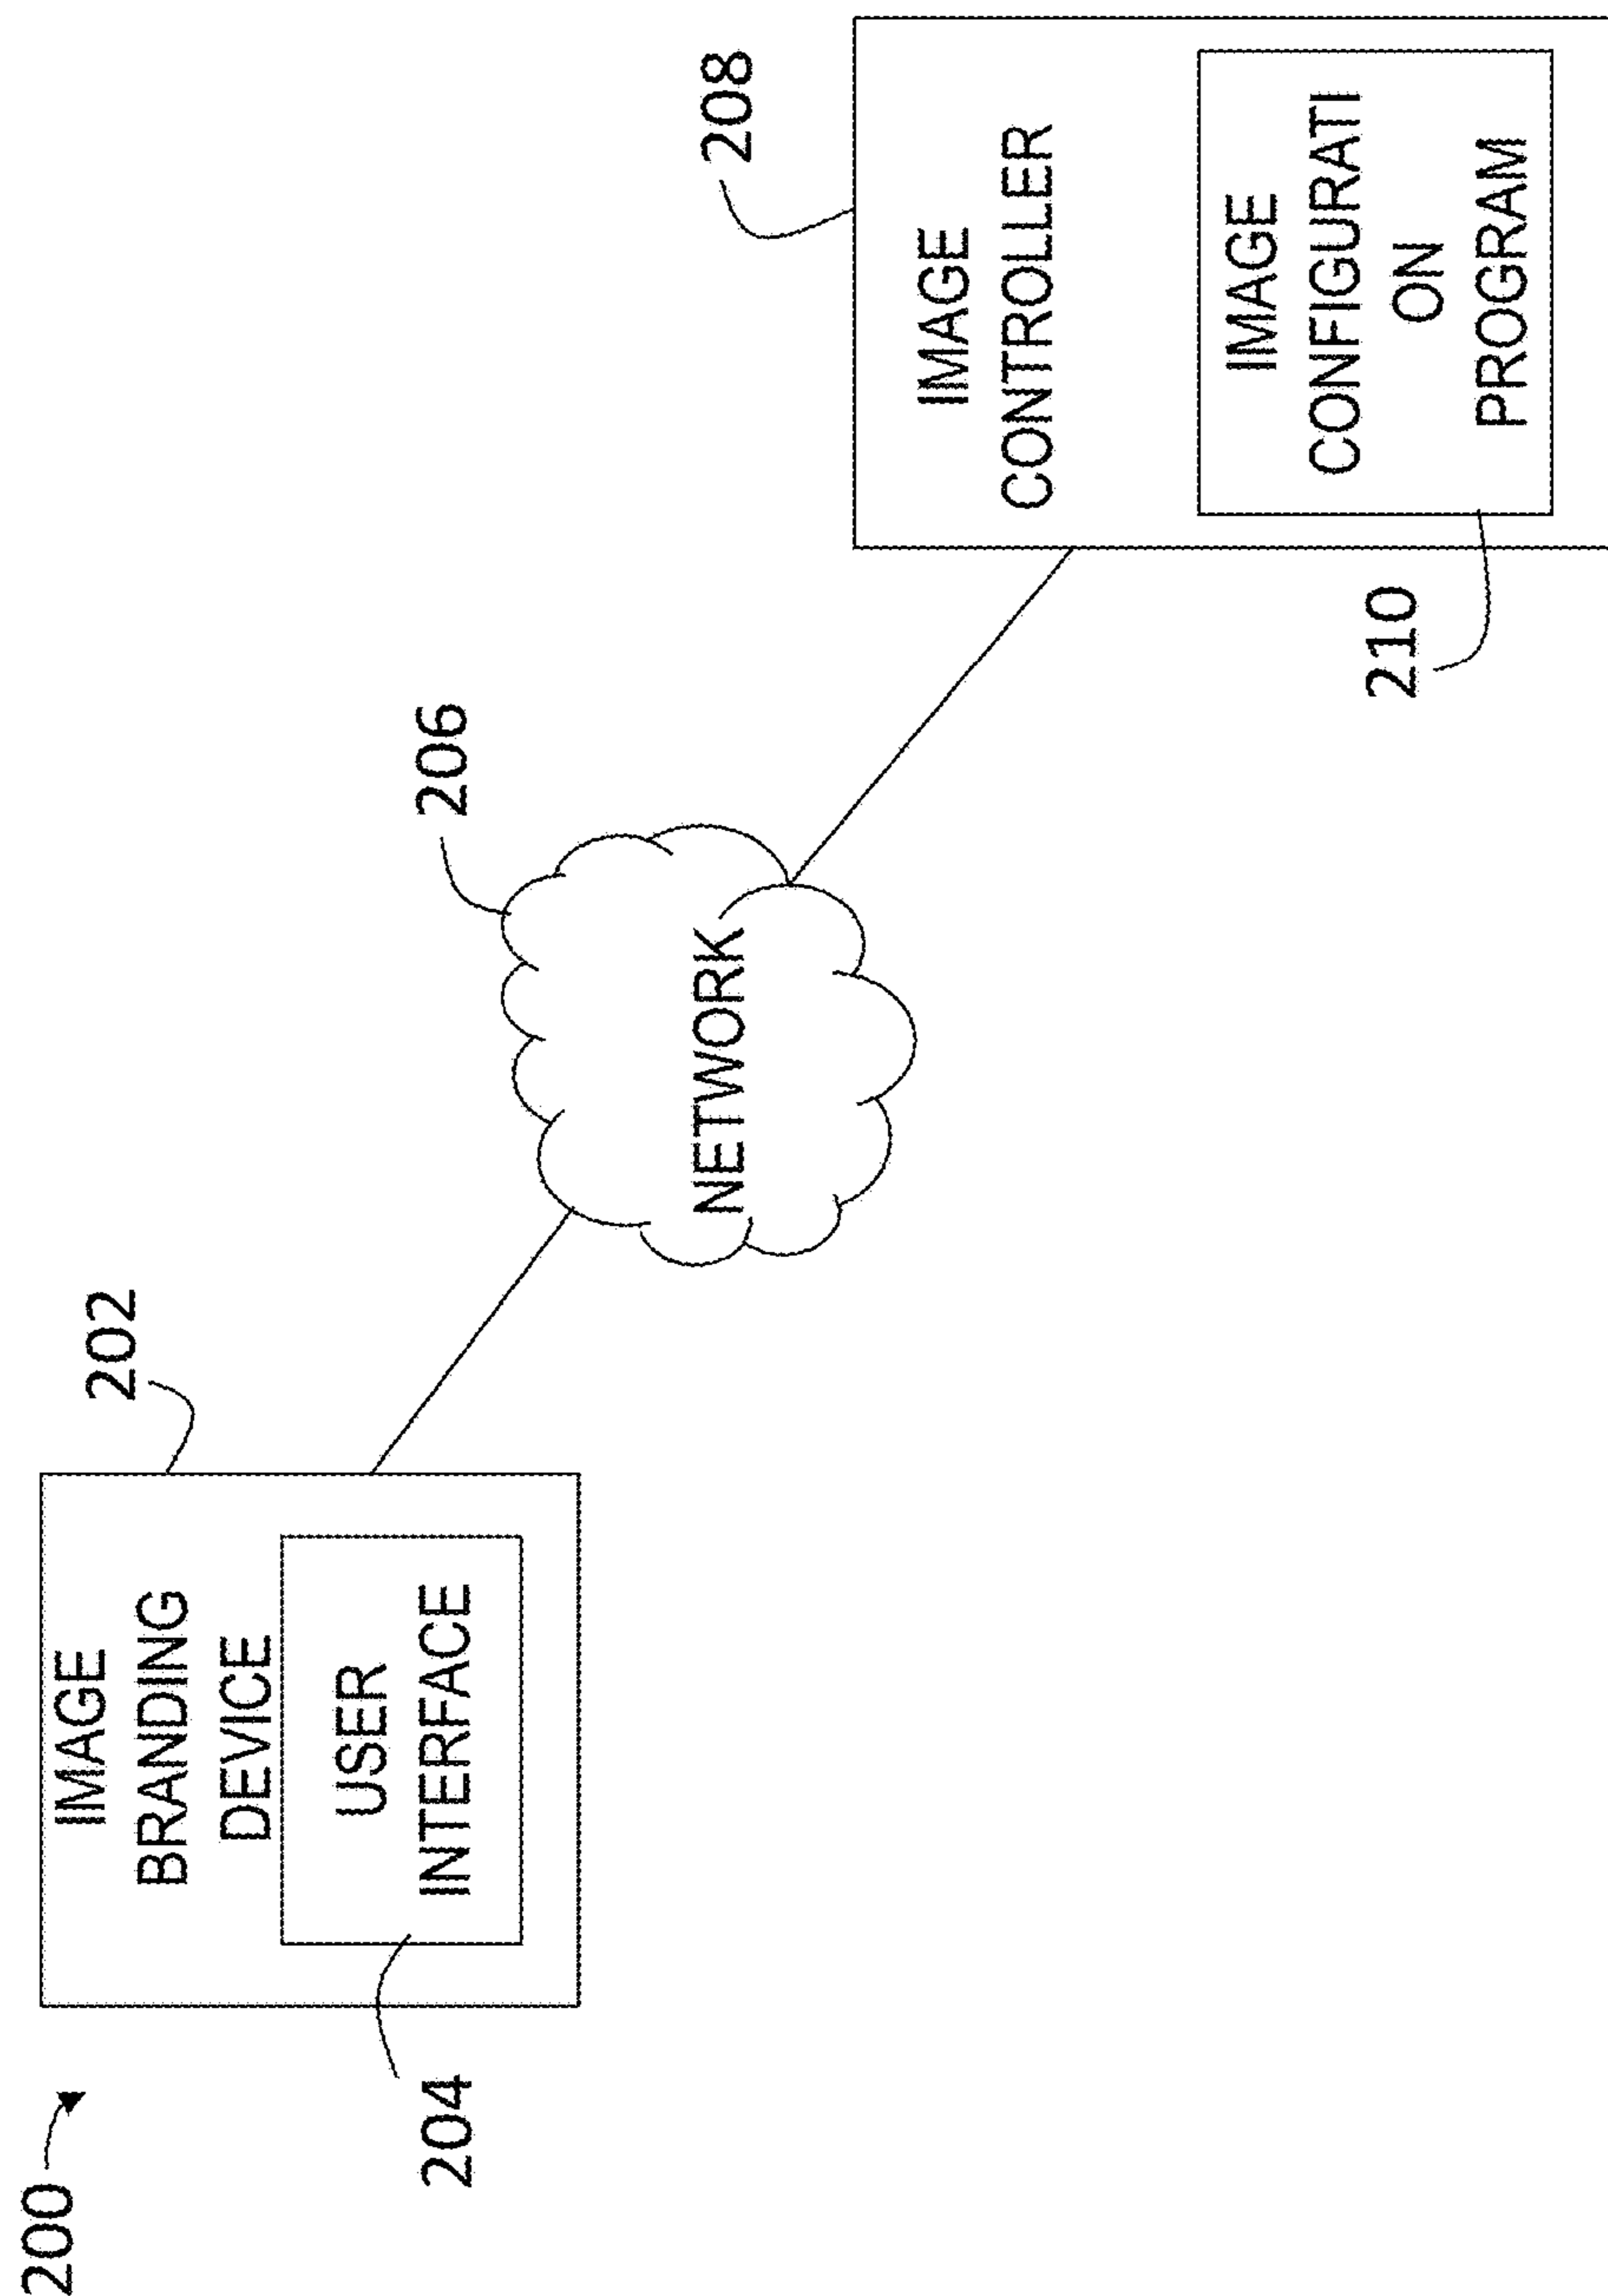 200
202
IMAGE
BRANDING
DEVICE
USER
INTERFACE
204
206
NETWORK
208
IMAGE
CONTROLLER
IMAGE
CONFIGURATI
ON
PROGRAM
210